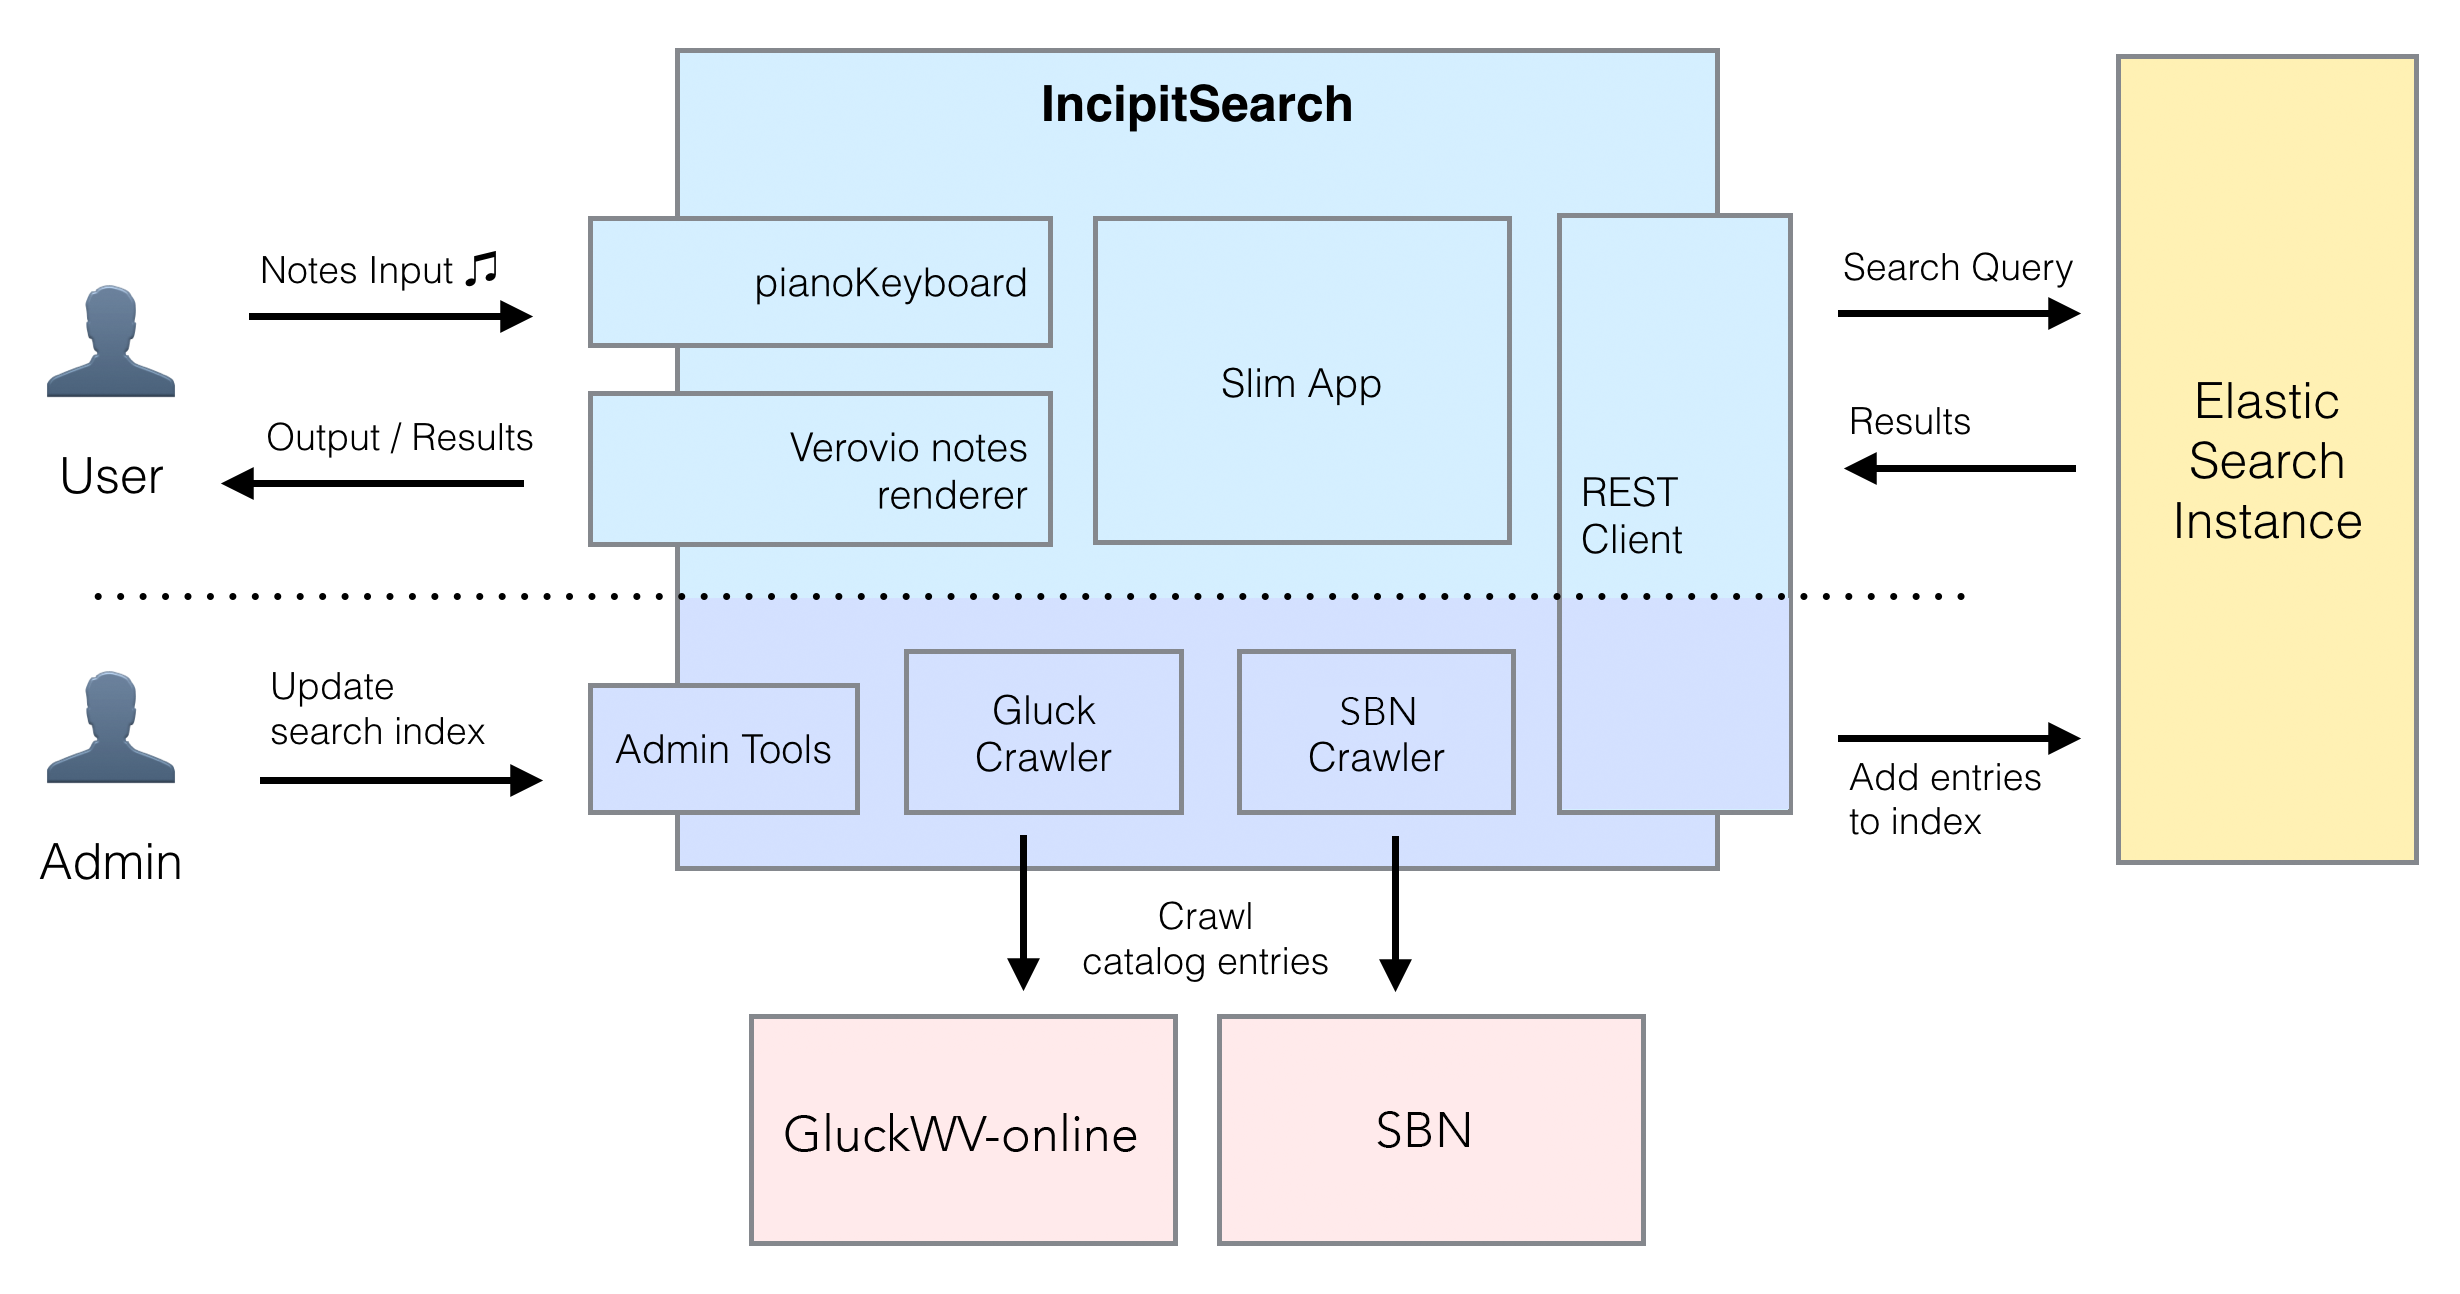 IncipitSearch
Notes Input
pianoKeyboard
Slim App
Search Query
User
Output / Results
Verovio notes
renderer
REST
Client
Results
Elastic
Search
Instance
Admin
Update
search index
Admin Tools
Gluck
Crawler
SBN
Crawler
Add entries
to index
Crawl
catalog entries
GluckWV-online
SBN